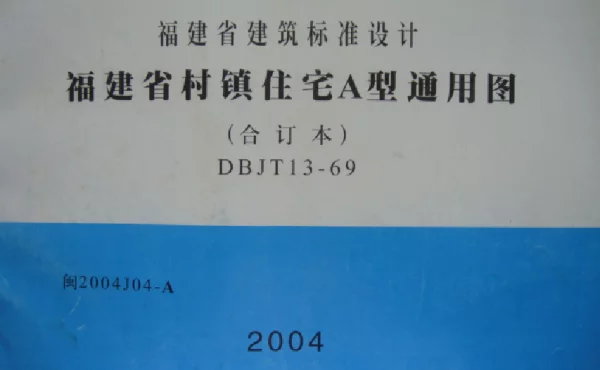 福建省建筑标准设计
福建省村镇住宅A型通用图
(合订本)
DBJT13-69
闽2004J04-A
2004